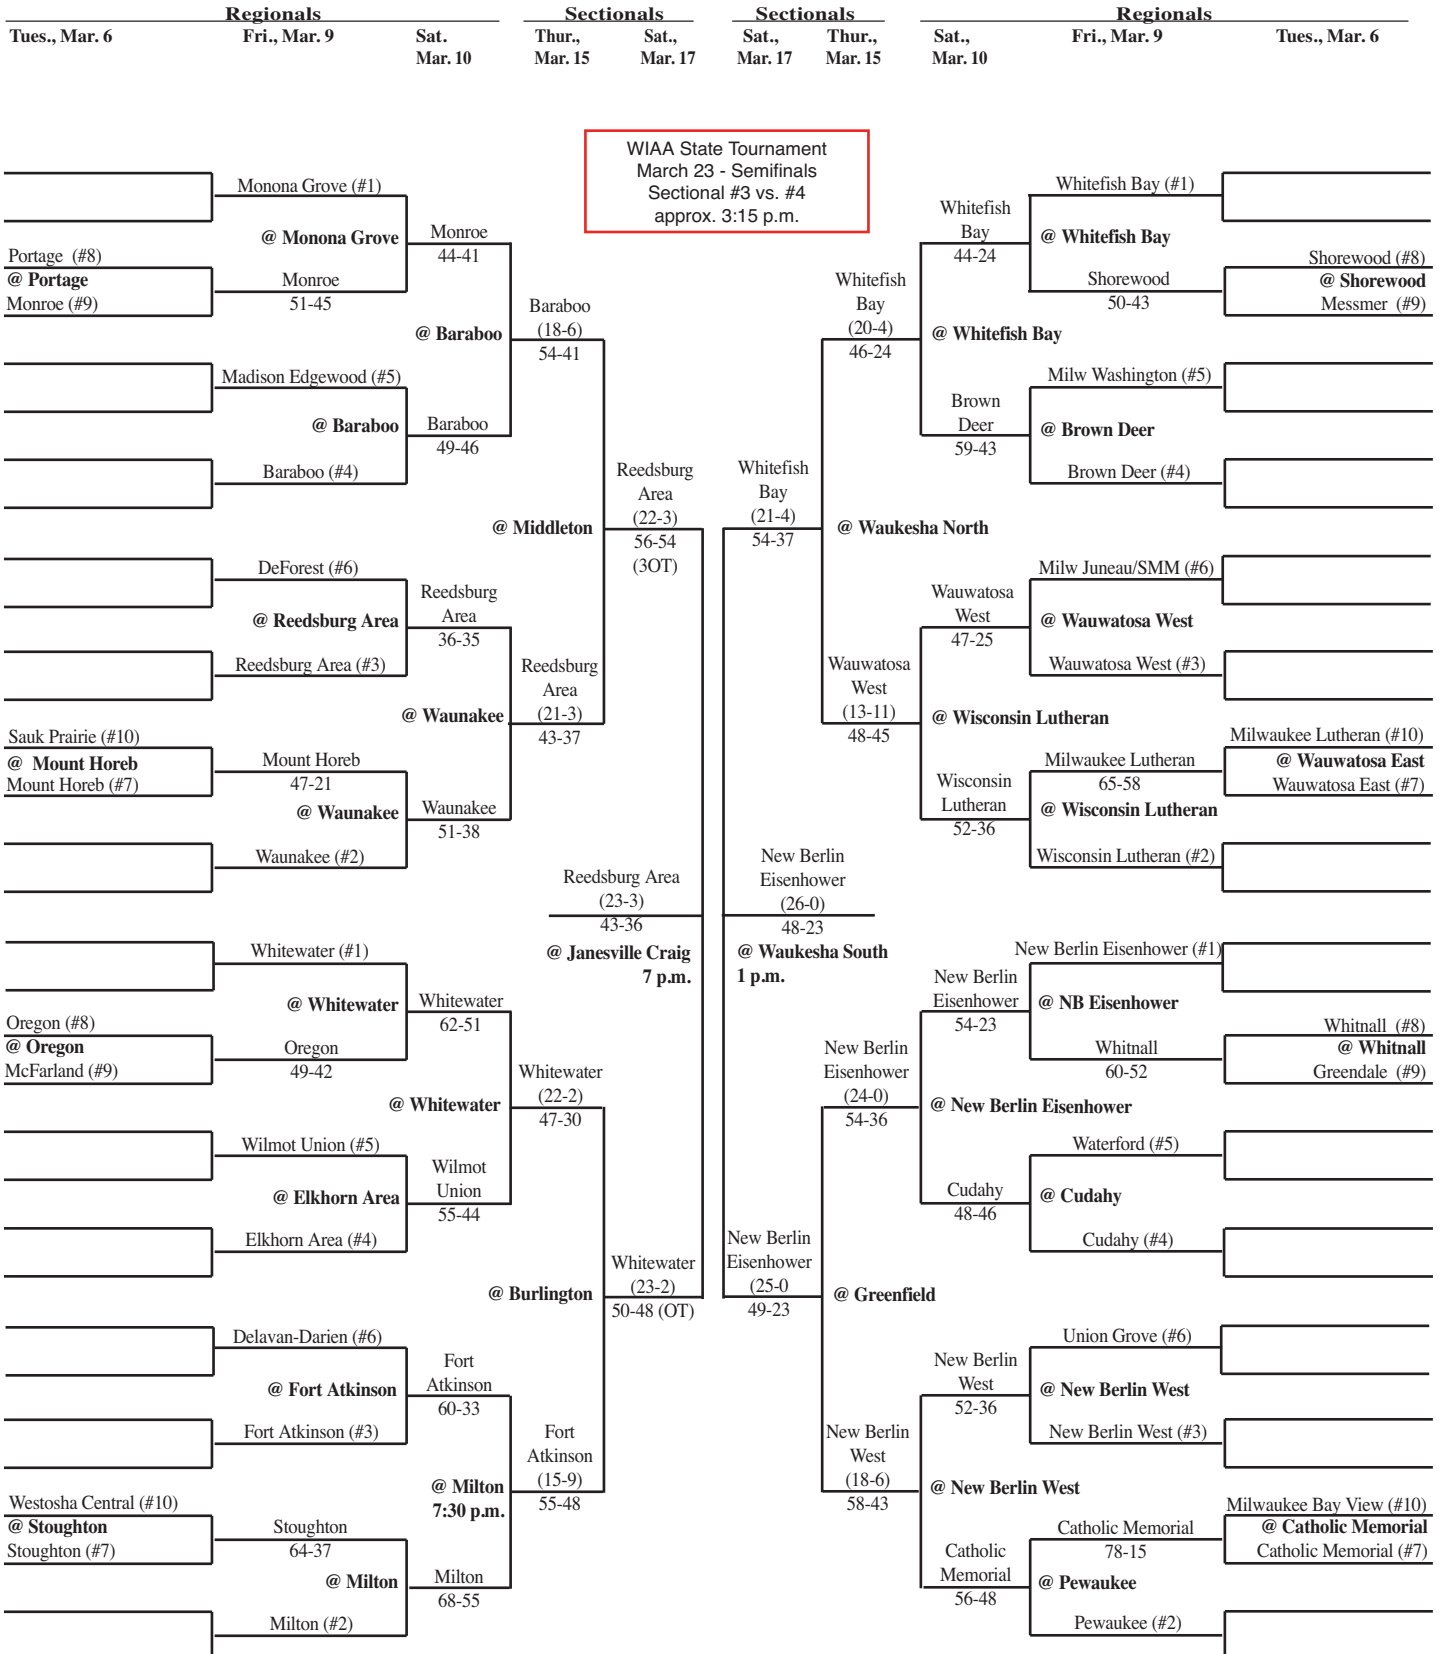 Regionals
Sectionals
Sectionals
Regionals
Tues., Mar. 6
Fri., Mar. 9
Sat.
Mar. 10
Thur.,
Mar. 15
Sat.,
Mar. 17
Sat.,
Mar. 17
Thur.,
Mar. 15
Sat.,
Mar. 10
Fri., Mar. 9
Tues., Mar. 6
WIAA State Tournament
March 23 - Semifinals
Sectional #3 vs. #4
approx. 3:15 p.m.
Monona Grove (#1)
@ Monona Grove
Portage (#8)
@ Portage
Monroe (#9)
Monroe
51-45
Monroe
44-41
@ Baraboo
Madison Edgewood (#5)
@ Baraboo
Baraboo (#4)
Baraboo
49-46
Baraboo
(18-6)
54-41
@ Middleton
DeForest (#6)
@ Reedsburg Area
Reedsburg Area (#3)
Reedsburg
Area
36-35
@ Waunakee
Sauk Prairie (#10)
@ Mount Horeb
Mount Horeb (#7)
Mount Horeb
47-21
@ Waunakee
Waunakee (#2)
Waunakee
51-38
Reedsburg
Area
(21-3)
43-37
Reedsburg
Area
(22-3)
56-54
(3OT)
Reedsburg Area
(23-3)
43-36
@ Janesville Craig
7 p.m.
Whitewater (#1)
@ Whitewater
Oregon (#8)
@ Oregon
McFarland (#9)
Oregon
49-42
Whitewater
62-51
@ Whitewater
Wilmot Union (#5)
@ Elkhorn Area
Elkhorn Area (#4)
Wilmot
Union
55-44
Whitewater
(22-2)
47-30
@ Burlington
Whitewater
(23-2)
50-48 (OT)
Delavan-Darien (#6)
@ Fort Atkinson
Fort Atkinson (#3)
Fort
Atkinson
60-33
@ Milton
7:30 p.m.
Fort
Atkinson
(15-9)
55-48
Westosha Central (#10)
@ Stoughton
Stoughton (#7)
Stoughton
64-37
@ Milton
Milton (#2)
Milton
68-55
Whitefish Bay (#1)
@ Whitefish Bay
Shorewood (#8)
@ Shorewood
Messmer (#9)
Shorewood
50-43
Whitefish
Bay
44-24
@ Whitefish Bay
Milw Washington (#5)
@ Brown Deer
Brown Deer (#4)
Brown
Deer
59-43
Whitefish
Bay
(20-4)
46-24
@ Waukesha North
Whitefish
Bay
(21-4)
54-37
Milw Juneau/SMM (#6)
@ Wauwatosa West
Wauwatosa West (#3)
Wauwatosa
West
47-25
@ Wisconsin Lutheran
Wauwatosa
West
(13-11)
48-45
Milwaukee Lutheran (#10)
@ Wauwatosa East
Wauwatosa East (#7)
Milwaukee Lutheran
65-58
@ Wisconsin Lutheran
Wisconsin Lutheran (#2)
Wisconsin
Lutheran
52-36
New Berlin
Eisenhower
(26-0)
48-23
@ Waukesha South
1 p.m.
New Berlin Eisenhower (#1)
@ NB Eisenhower
Whitnall (#8)
@ Whitnall
Greendale (#9)
Whitnall
60-52
New Berlin
Eisenhower
54-23
@ New Berlin Eisenhower
New Berlin
Eisenhower
(24-0)
54-36
Waterford (#5)
@ Cudahy
Cudahy (#4)
Cudahy
48-46
New Berlin
Eisenhower
(25-0
49-23
@ Greenfield
Union Grove (#6)
@ New Berlin West
New Berlin West (#3)
New Berlin
West
52-36
@ New Berlin West
New Berlin
West
(18-6)
58-43
Milwaukee Bay View (#10)
@ Catholic Memorial
Catholic Memorial (#7)
Catholic Memorial
78-15
@ Pewaukee
Pewaukee (#2)
Catholic
Memorial
56-48